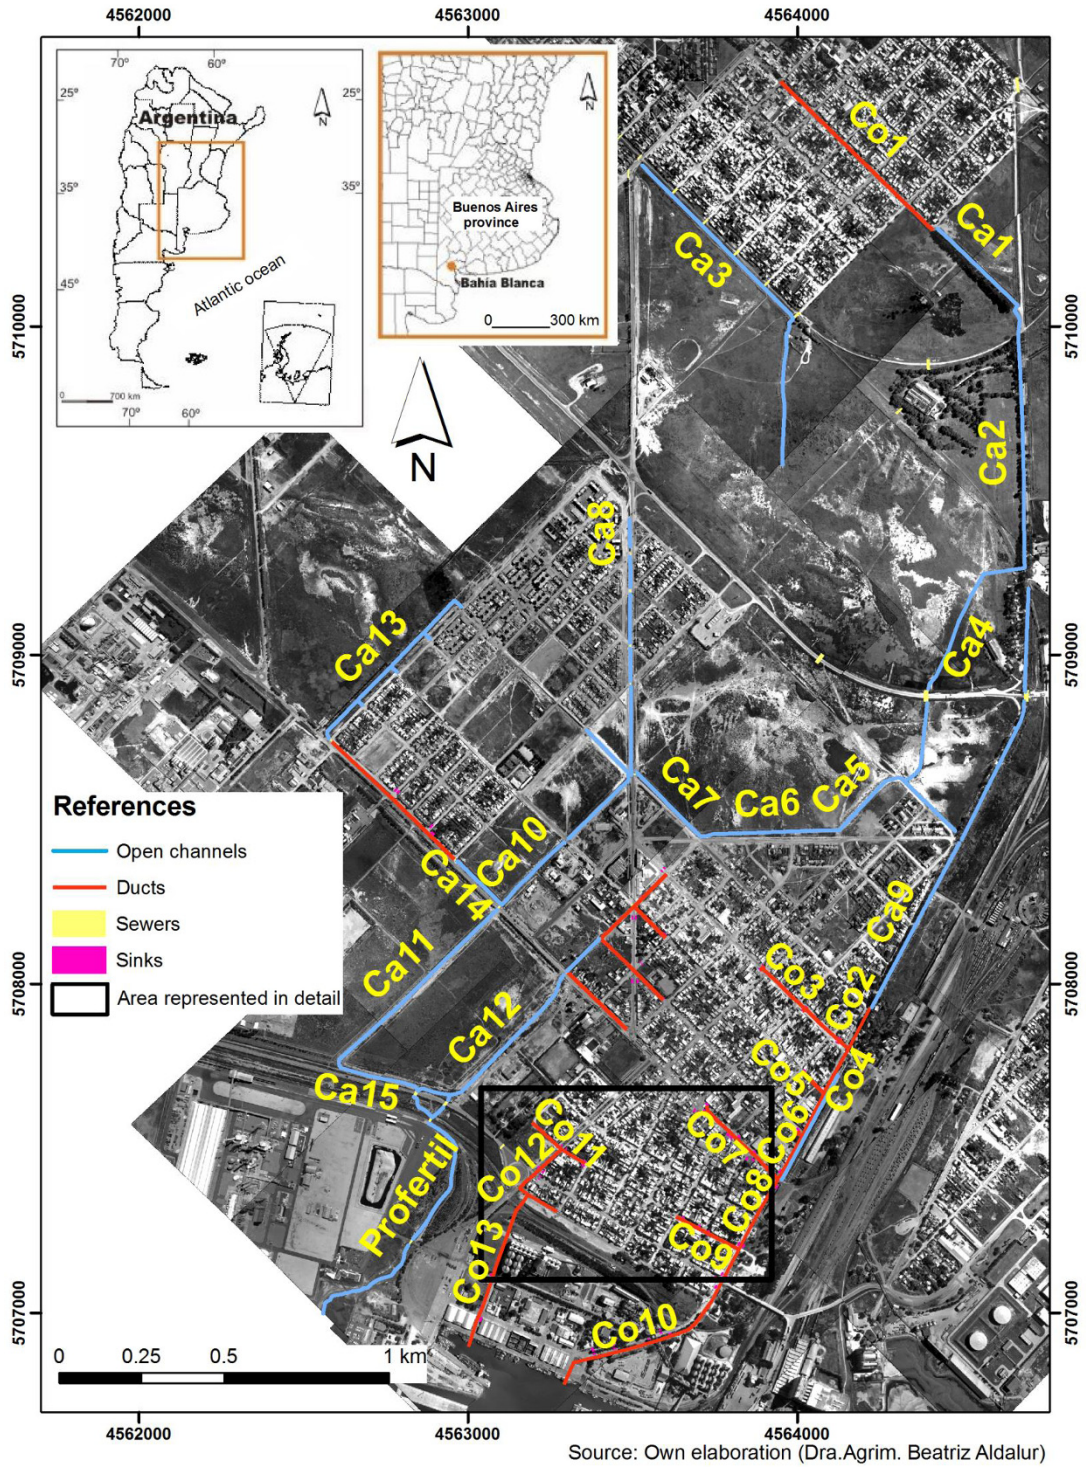 4562000
4563000
4564000
70°
60°
25°
25°
Argentina
N
35°
35°
45°
Atlantic ocean
0
700 km
70°
60°
N
Buenos Aires
province
Bahía Blanca
0
300 km
N
5710000
5709000
5708000
5707000
5710000
5709000
5708000
5707000
Co1
Ca1
Ca3
Ca2
Ca8
Ca4
Ca13
Ca7
Ca6
Ca5
Ca10
Ca14
Ca9
Ca11
Ca12
Co3
Co2
Co4
Co5
Co6
Ca15
Co11
Co7
Co12
Co8
Profertil
Co9
Co13
Co10
References
Open channels
Ducts
Sewers
Sinks
Area represented in detail
0
0.25
0.5
1 km
4562000
4563000
4564000
Source: Own elaboration (Dra.Agrim. Beatriz Aldalur)